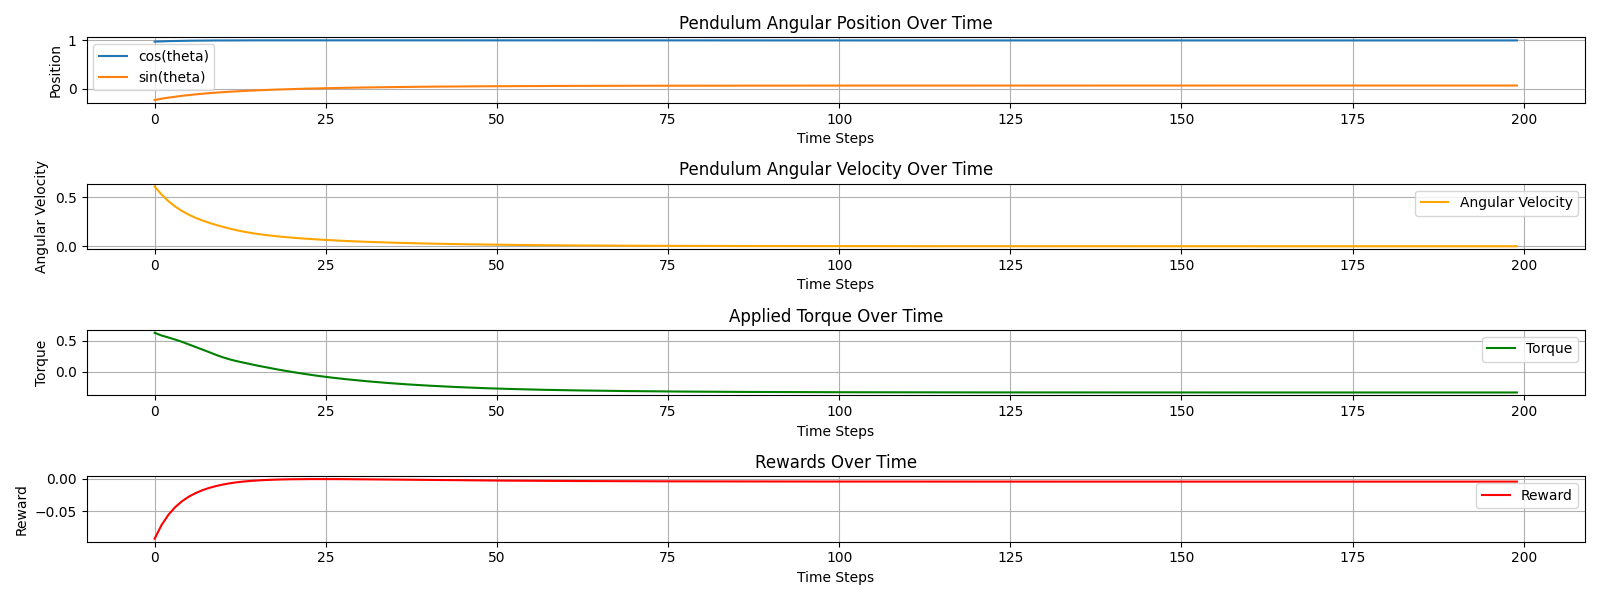 Pendulum Angular Position Over Time
Position
1
0
cos(theta)
sin(theta)
0 25 50 75 100 125 150 175 200
Time Steps
Pendulum Angular Velocity Over Time
Angular Velocity
0.5
0.0
Angular Velocity
0 25 50 75 100 125 150 175 200
Time Steps
Applied Torque Over Time
Torque
0.5
0.0
Torque
0 25 50 75 100 125 150 175 200
Time Steps
Rewards Over Time
Reward
0.00
−0.05
Reward
0 25 50 75 100 125 150 175 200
Time Steps